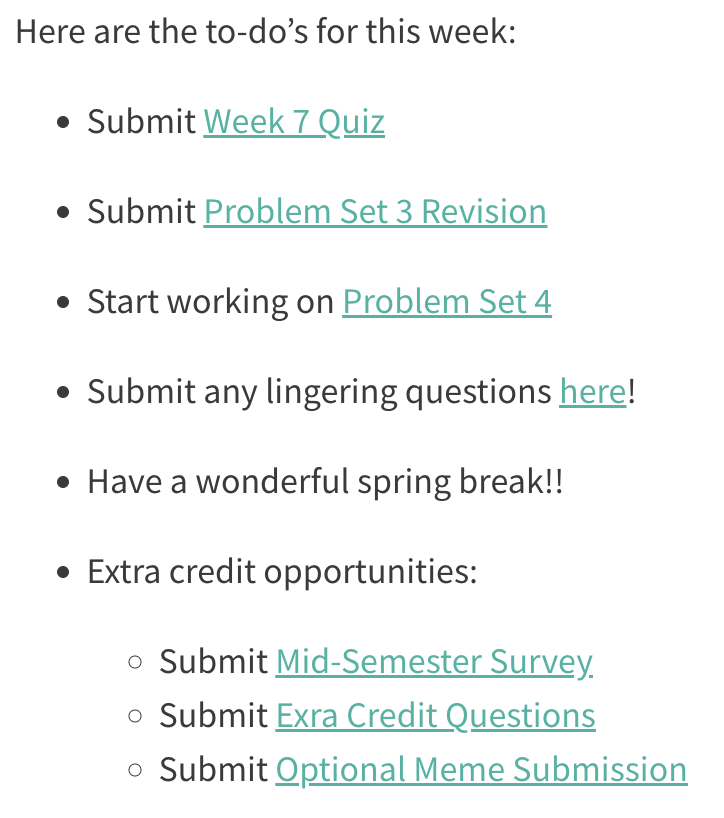 Here are the to-do’s for this week:
Submit Week 7 Quiz
Submit Problem Set 3 Revision
Start working on Problem Set 4
Submit any lingering questions here!
Have a wonderful spring break!!
Extra credit opportunities:
Submit Mid-Semester Survey
Submit Exra Credit Questions
Submit Optional Meme Submission